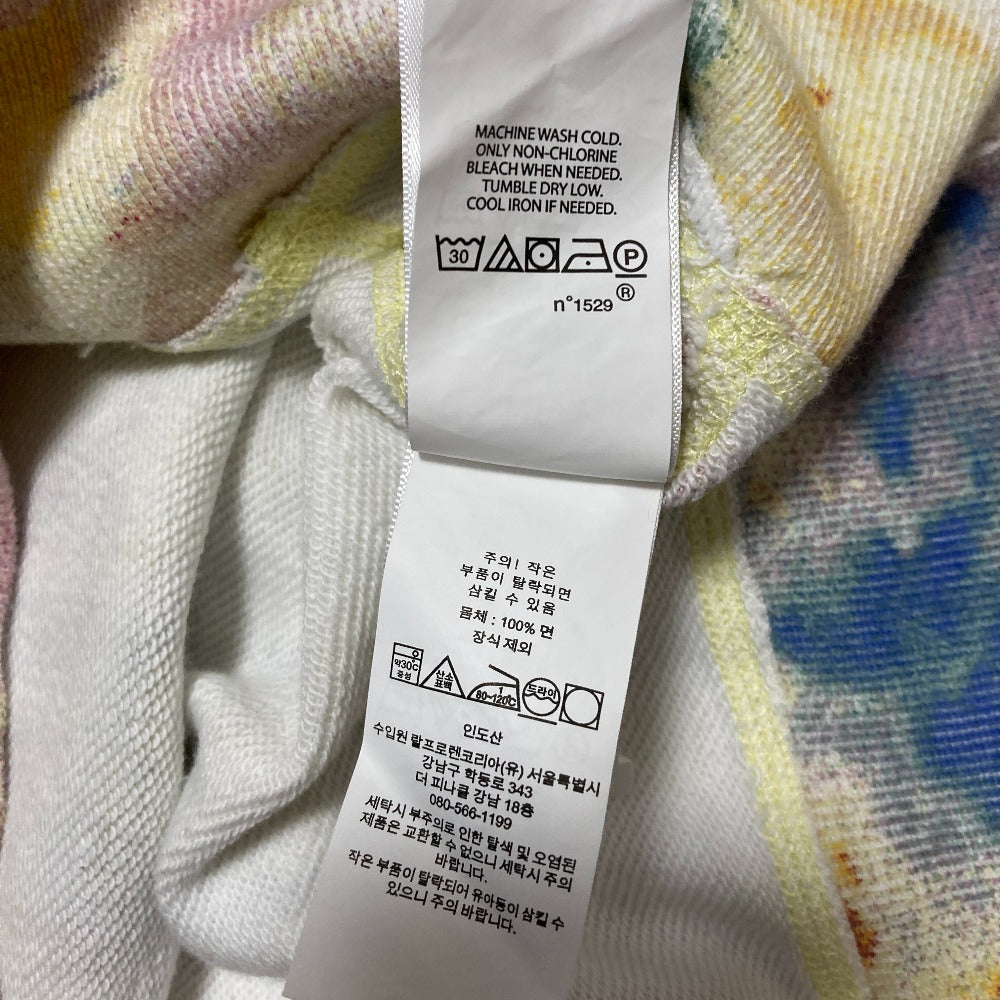 MACHINE WASH COLD.
ONLY NON-CHLORINE
BLEACH WHEN NEEDED.
TUMBLE DRY LOW.
COOL IRON IF NEEDED.
30 P
n°1529 ®
주의! 작은
부품이 탈락되면
삼킬 수 있음
몸체 : 100% 면
장식 제외
약30℃ 중성 산소 표백 1 80~120℃ 드라이
인도산
수입원 랄프로렌코리아(유) 서울특별시
강남구 학동로 343
더 피나클 강남 18층
080-566-1199
세탁시 부주의로 인한 탈색 및 오염된
제품은 교환할 수 없으니 세탁시 주의
바랍니다.
작은 부품이 탈락되어 유아동이 삼킬 수
있으니 주의 바랍니다.